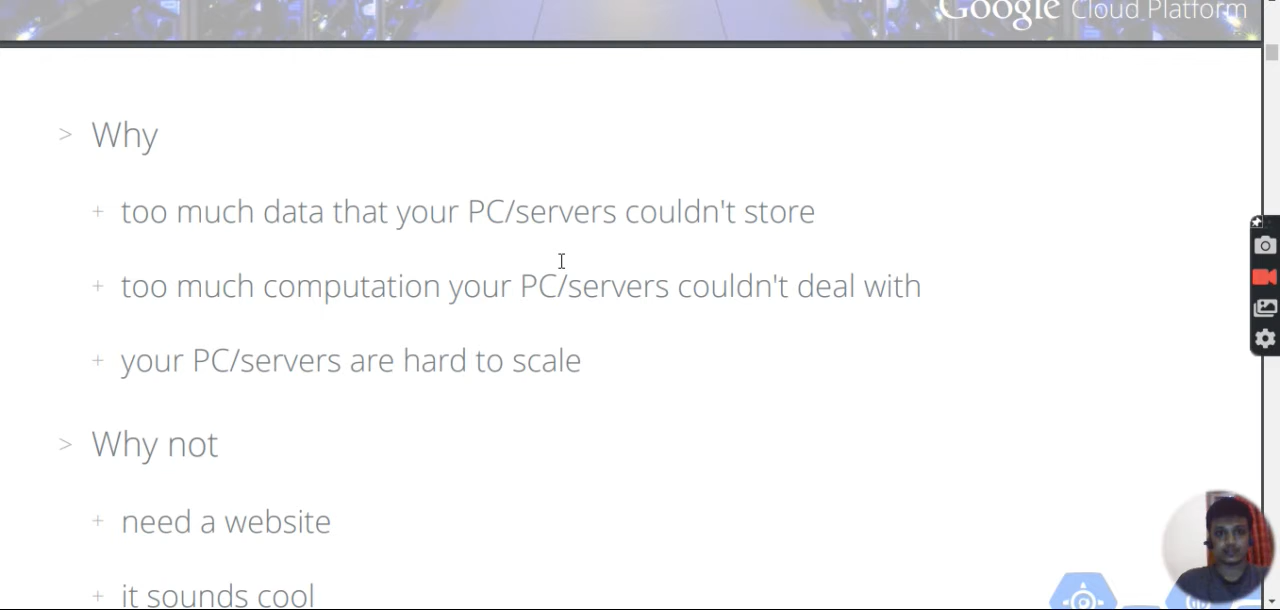 Google Cloud Platform
> Why
+ too much data that your PC/servers couldn't store
+ too much computation your PC/servers couldn't deal with
+ your PC/servers are hard to scale
> Why not
+ need a website
+ it sounds cool